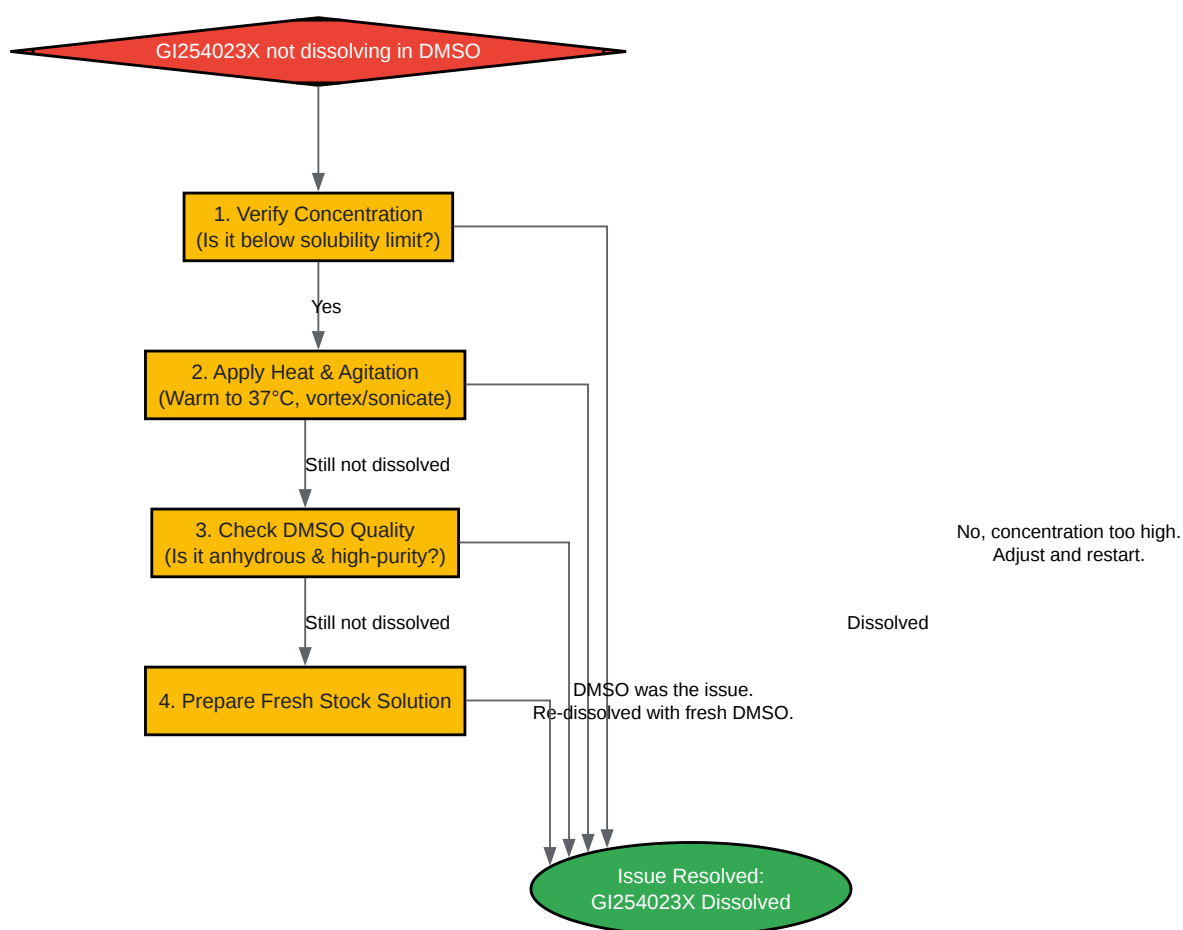 GI254023X not dissolving in DMSO
1. Verify Concentration
(Is it below solubility limit?)
Yes
2. Apply Heat & Agitation
(Warm to 37°C, vortex/sonicate)
Still not dissolved
3. Check DMSO Quality
(Is it anhydrous & high-purity?)
No, concentration too high.
Adjust and restart.
Still not dissolved
Dissolved
4. Prepare Fresh Stock Solution
DMSO was the issue.
Re-dissolved with fresh DMSO.
Issue Resolved:
GI254023X Dissolved